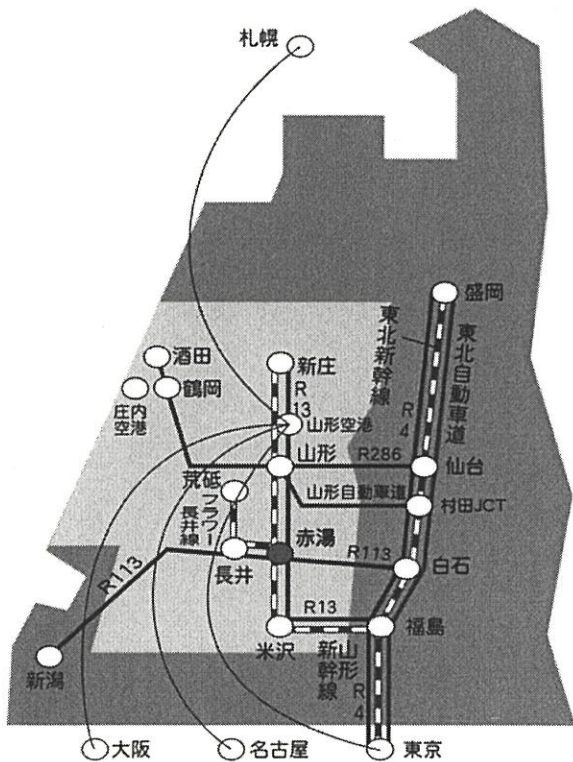 札幌
盛岡
東北新幹線
東北自動車道
R4
酒田
鶴岡
庄内
空港
新庄
R13
山形空港
山形
R286
仙台
荒砥
フラワー
長井線
山形自動車道
村田JCT
赤湯
長井
R113
白石
R113
R13
米沢
福島
山形
新幹線
R4
新潟
大阪
名古屋
東京